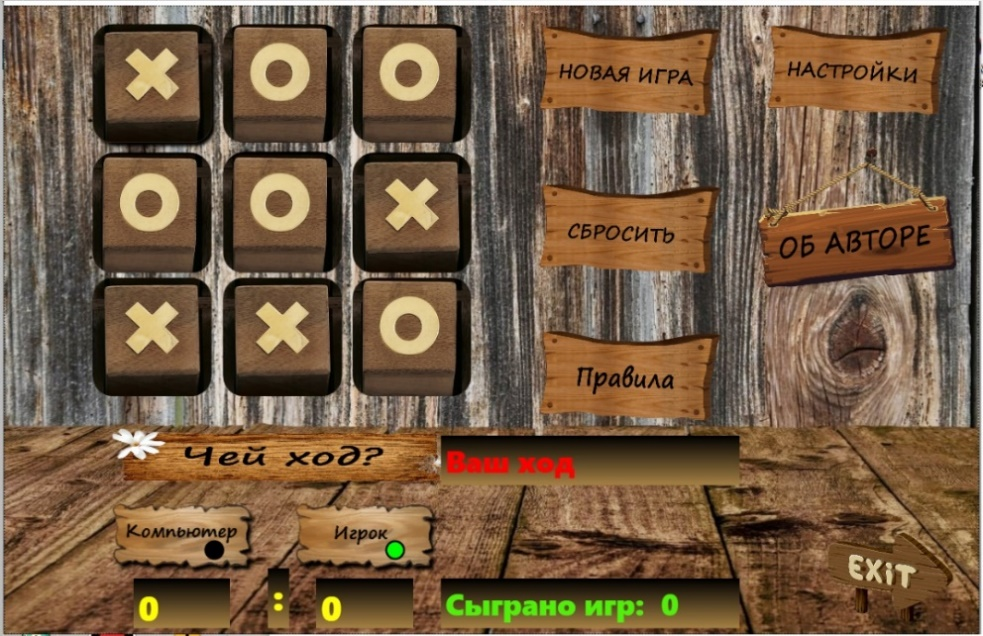 X O O
O O X
X X O
НОВАЯ ИГРА
НАСТРОЙКИ
СБРОСИТЬ
ОБ АВТОРЕ
Правила
Чей ход?
Ваш ход
Компьютер
Игрок
0 : 0
Сыграно игр: 0
EXiT